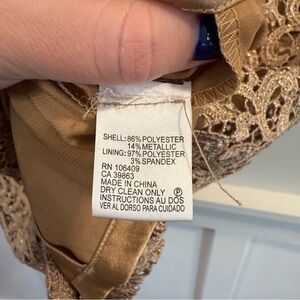 SHELL: 86% POLYESTER
14% METALLIC
LINING: 97% POLYESTER
3% SPANDEX
RN 106409
CA 39863
MADE IN CHINA
DRY CLEAN ONLY Ⓟ
INSTRUCTIONS AU DOS
VER AL DORSO PARA CUIDADO